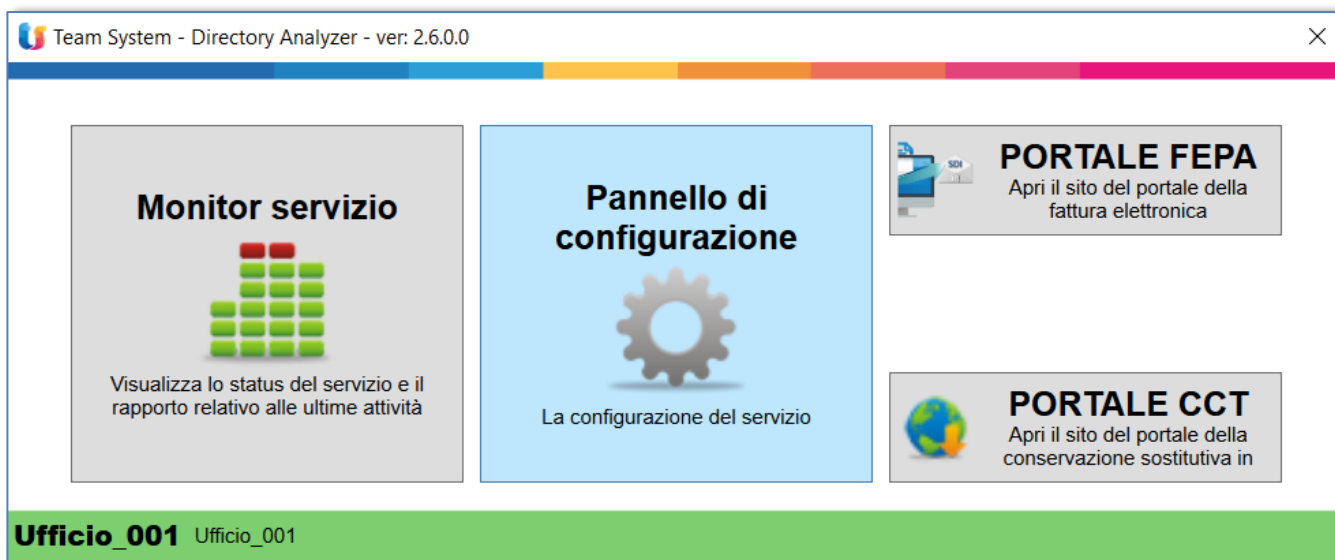 Team System - Directory Analyzer - ver: 2.6.0.0
Monitor servizio
Visualizza lo status del servizio e il
rapporto relativo alle ultime attività
Pannello di
configurazione
La configurazione del servizio
SDI
PORTALE FEPA
Apri il sito del portale della
fattura elettronica
PORTALE CCT
Apri il sito del portale della
conservazione sostitutiva in
Ufficio_001 Ufficio_001